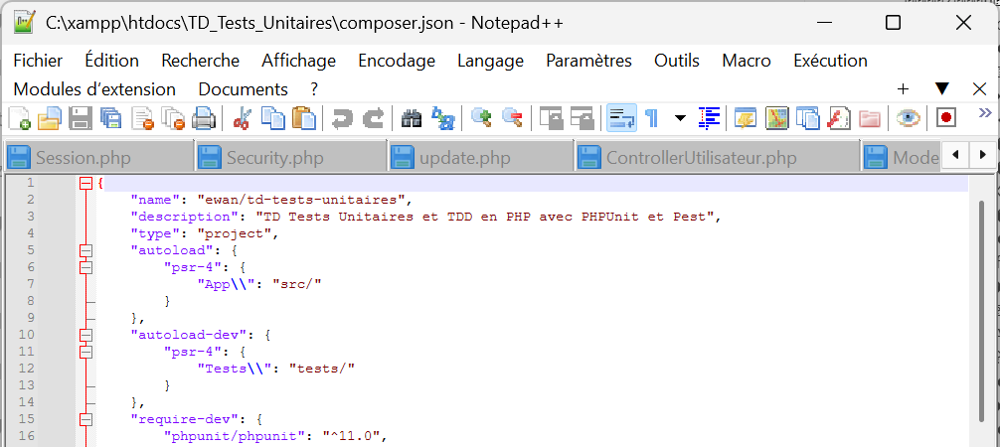 C:\xampp\htdocs\TD_Tests_Unitaires\composer.json - Notepad++
Fichier Édition Recherche Affichage Encodage Langage Paramètres Outils Macro Exécution
Modules d’extension Documents ?
Session.php Security.php update.php ControllerUtilisateur.php Mode
1 {
2 "name": "ewan/td-tests-unitaires",
3 "description": "TD Tests Unitaires et TDD en PHP avec PHPUnit et Pest",
4 "type": "project",
5 "autoload": {
6 "psr-4": {
7 "App\\": "src/"
8 }
9 },
10 "autoload-dev": {
11 "psr-4": {
12 "Tests\\": "tests/"
13 }
14 },
15 "require-dev": {
16 "phpunit/phpunit": "^11.0",